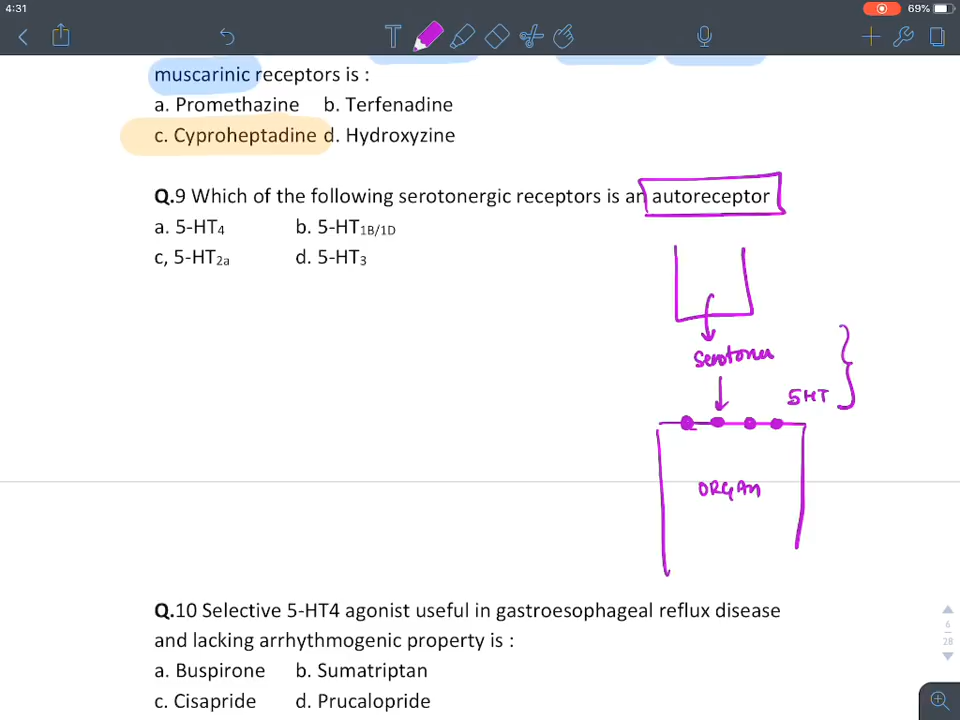 4:31
69%
T
muscarinic receptors is :
a. Promethazine b. Terfenadine
c. Cyproheptadine d. Hydroxyzine
Q.9 Which of the following serotonergic receptors is an autoreceptor
a. 5-HT4 b. 5-HT1B/1D
c, 5-HT2a d. 5-HT3
Serotonin
5HT
ORGAN
Q.10 Selective 5-HT4 agonist useful in gastroesophageal reflux disease
and lacking arrhythmogenic property is :
a. Buspirone b. Sumatriptan
c. Cisapride d. Prucalopride
6
28